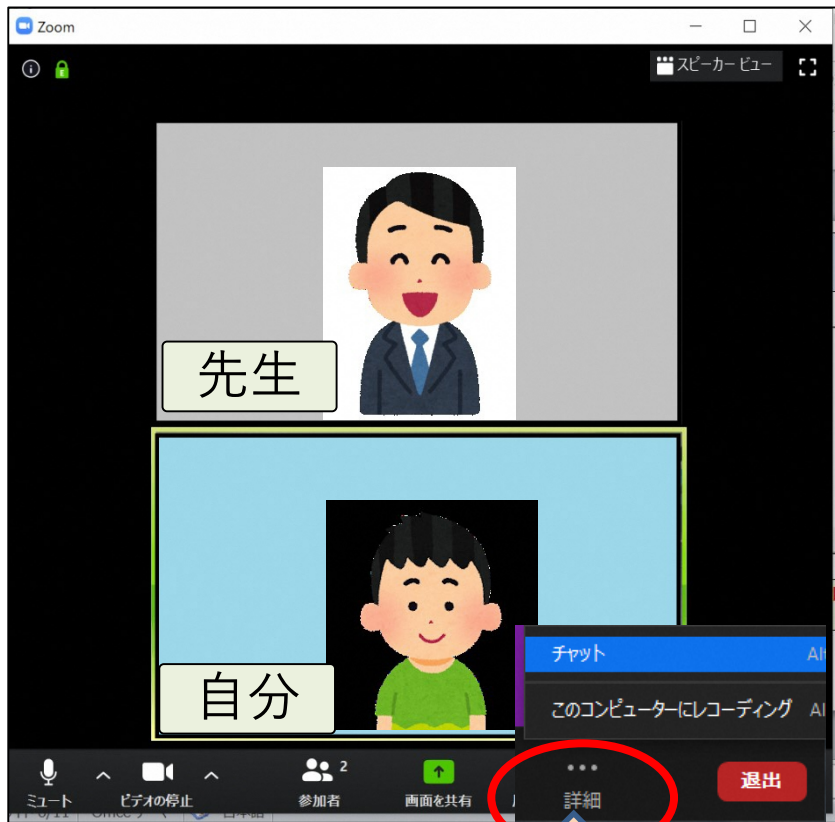 Zoom
スピーカー ビュー
先生
自分
チャット
このコンピューターにレコーディング
2
ミュート
ビデオの停止
参加者
画面を共有
詳細
退出